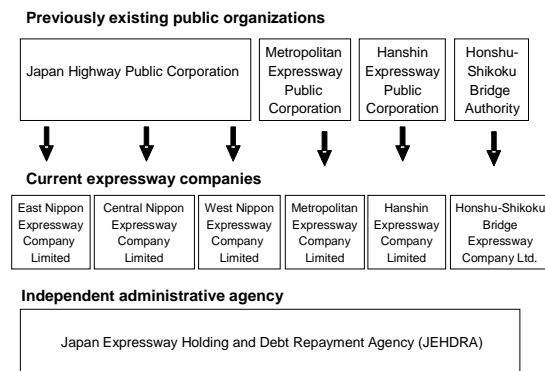 Previously existing public organizations
Japan Highway Public Corporation
Metropolitan
Expressway
Public
Corporation
Hanshin
Expressway
Public
Corporation
Honshu-
Shikoku
Bridge
Authority
Current expressway companies
East Nippon
Expressway
Company
Limited
Central Nippon
Expressway
Company
Limited
West Nippon
Expressway
Company
Limited
Metropolitan
Expressway
Company
Limited
Hanshin
Expressway
Company
Limited
Honshu-Shikoku
Bridge
Expressway
Company Ltd.
Independent administrative agency
Japan Expressway Holding and Debt Repayment Agency (JEHDRA)